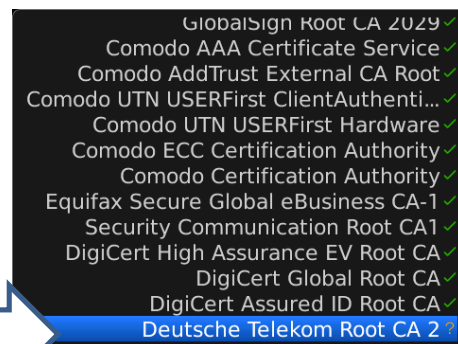 GlobalSign Root CA 2029
Comodo AAA Certificate Service
Comodo AddTrust External CA Root
Comodo UTN USERFirst ClientAuthenti...
Comodo UTN USERFirst Hardware
Comodo ECC Certification Authority
Comodo Certification Authority
Equifax Secure Global eBusiness CA-1
Security Communication Root CA1
DigiCert High Assurance EV Root CA
DigiCert Global Root CA
DigiCert Assured ID Root CA
Deutsche Telekom Root CA 2 ?